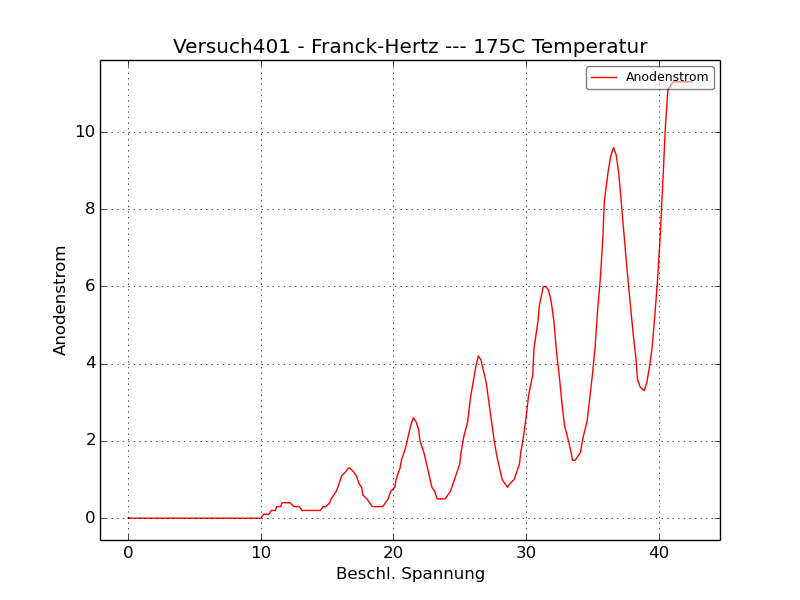 Versuch401 - Franck-Hertz --- 175C Temperatur
Anodenstrom
10
8
6
4
2
0
Anodenstrom
0 10 20 30 40
Beschl. Spannung